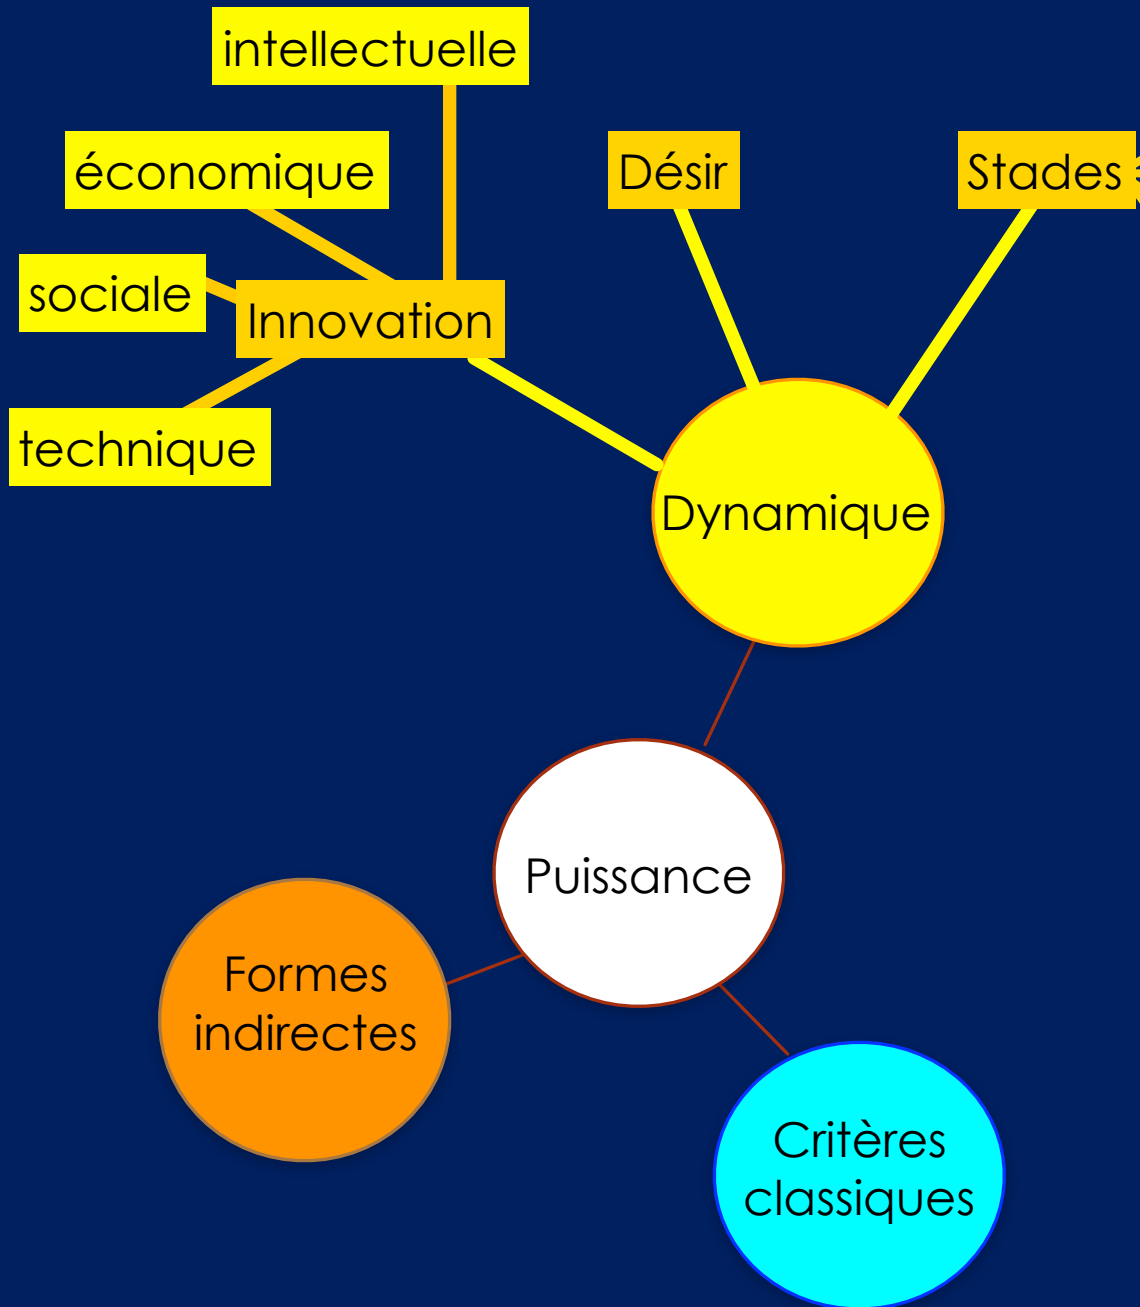 intellectuelle
économique
Désir
Stades
sociale
Innovation
technique
Dynamique
Puissance
Formes
indirectes
Critères
classiques